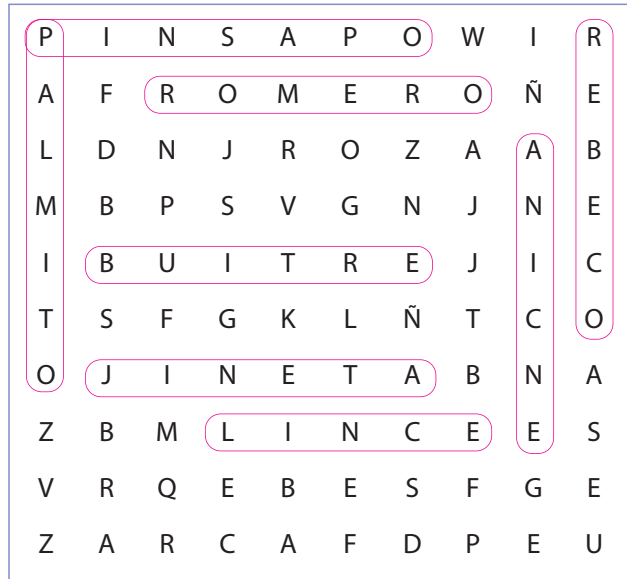 P I N S A P O W I R
A F R O M E R O Ñ E
L D N J R O Z A A B
M B P S V G N J N E
I B U I T R E J I C
T S F G K L Ñ T C O
O J I N E T A B N A
Z B M L I N C E E S
V R Q E B E S F G E
Z A R C A F D P E U